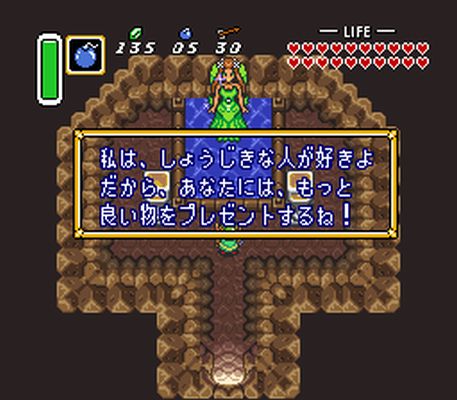 — LIFE —
135 05 30
私は、しょうじきな人が好きよ
だから、あなたには、もっと
良い物をプレゼントするね!